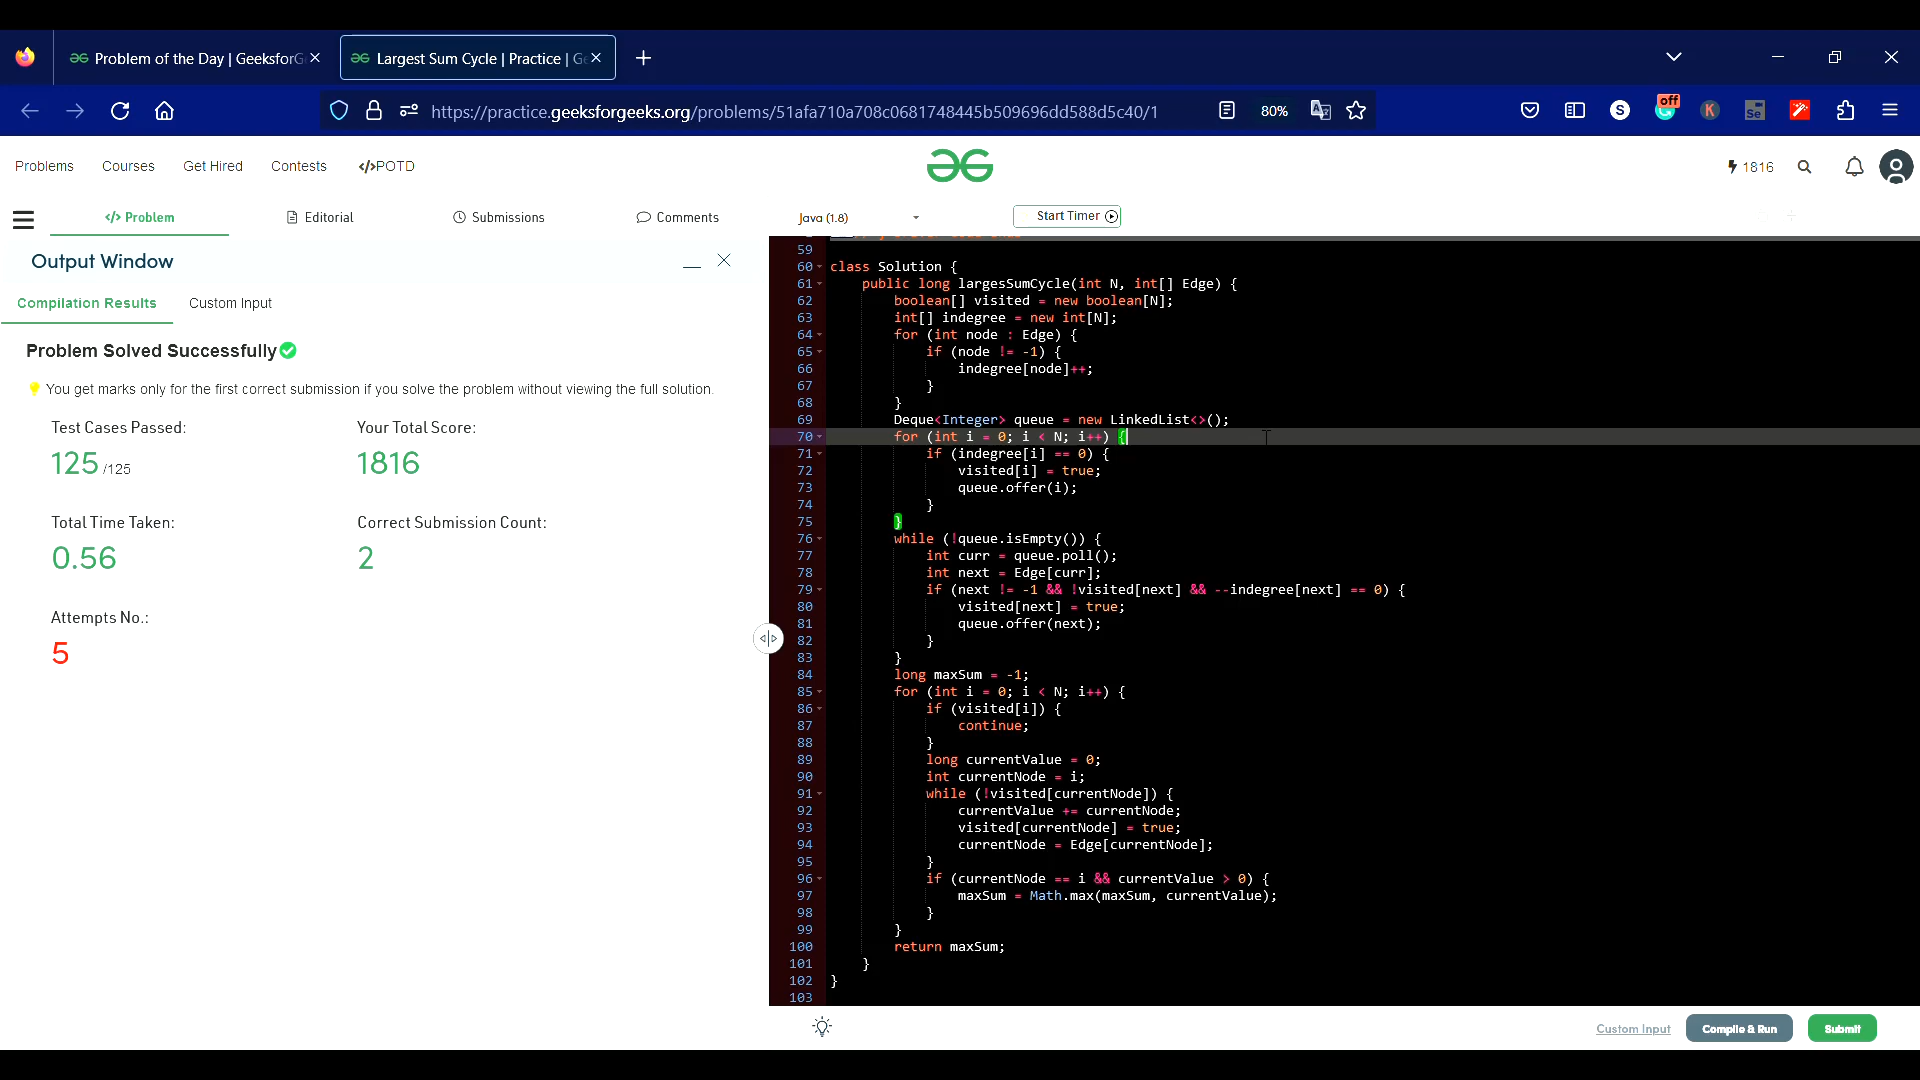 Problem of the Day | GeeksforGe
Largest Sum Cycle | Practice | Ge
https://practice.geeksforgeeks.org/problems/51afa710a708c0681748445b509696dd588d5c40/1
80%
S
off
K
Se
Problems
Courses
Get Hired
Contests
</>POTD
1816
</> Problem
Editorial
Submissions
Comments
Java (1.8)
Start Timer
Output Window
Compilation Results
Custom Input
Problem Solved Successfully
You get marks only for the first correct submission if you solve the problem without viewing the full solution.
Test Cases Passed:
Your Total Score:
125 /125
1816
Total Time Taken:
Correct Submission Count:
0.56
2
Attempts No.:
5
59
60 class Solution {
61 public long largesSumCycle(int N, int[] Edge) {
62 boolean[] visited = new boolean[N];
63 int[] indegree = new int[N];
64 for (int node : Edge) {
65 if (node != -1) {
66 indegree[node]++;
67 }
68 }
69 Deque<Integer> queue = new LinkedList<>();
70 for (int i = 0; i < N; i++) {
71 if (indegree[i] == 0) {
72 visited[i] = true;
73 queue.offer(i);
74 }
75 }
76 while (!queue.isEmpty()) {
77 int curr = queue.poll();
78 int next = Edge[curr];
79 if (next != -1 && !visited[next] && --indegree[next] == 0) {
80 visited[next] = true;
81 queue.offer(next);
82 }
83 }
84 long maxSum = -1;
85 for (int i = 0; i < N; i++) {
86 if (visited[i]) {
87 continue;
88 }
89 long currentValue = 0;
90 int currentNode = i;
91 while (!visited[currentNode]) {
92 currentValue += currentNode;
93 visited[currentNode] = true;
94 currentNode = Edge[currentNode];
95 }
96 if (currentNode == i && currentValue > 0) {
97 maxSum = Math.max(maxSum, currentValue);
98 }
99 }
100 return maxSum;
101 }
102 }
103
Custom Input
Compile & Run
Submit